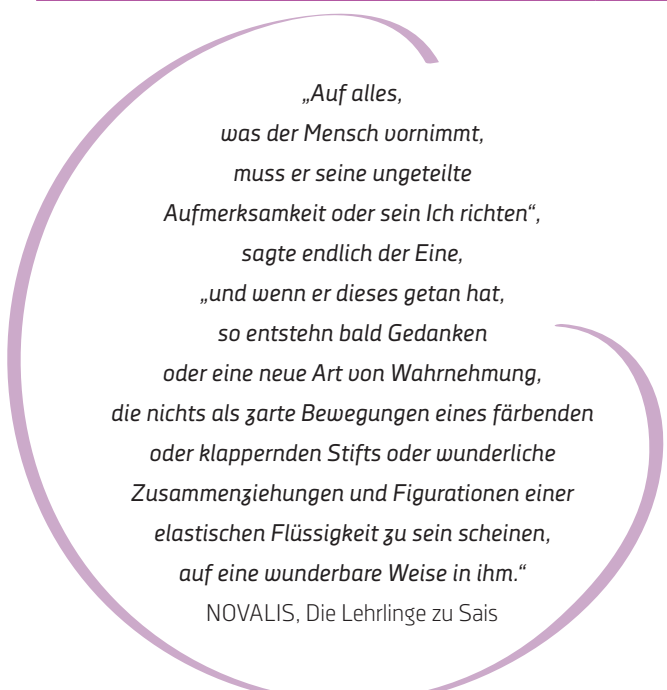 „Auf alles,
was der Mensch vornimmt,
muss er seine ungeteilte
Aufmerksamkeit oder sein Ich richten“,
sagte endlich der Eine,
„und wenn er dieses getan hat,
so entstehn bald Gedanken
oder eine neue Art von Wahrnehmung,
die nichts als zarte Bewegungen eines färbenden
oder klappernden Stifts oder wunderliche
Zusammenziehungen und Figurationen einer
elastischen Flüssigkeit zu sein scheinen,
auf eine wunderbare Weise in ihm.“
NOVALIS, Die Lehrlinge zu Sais